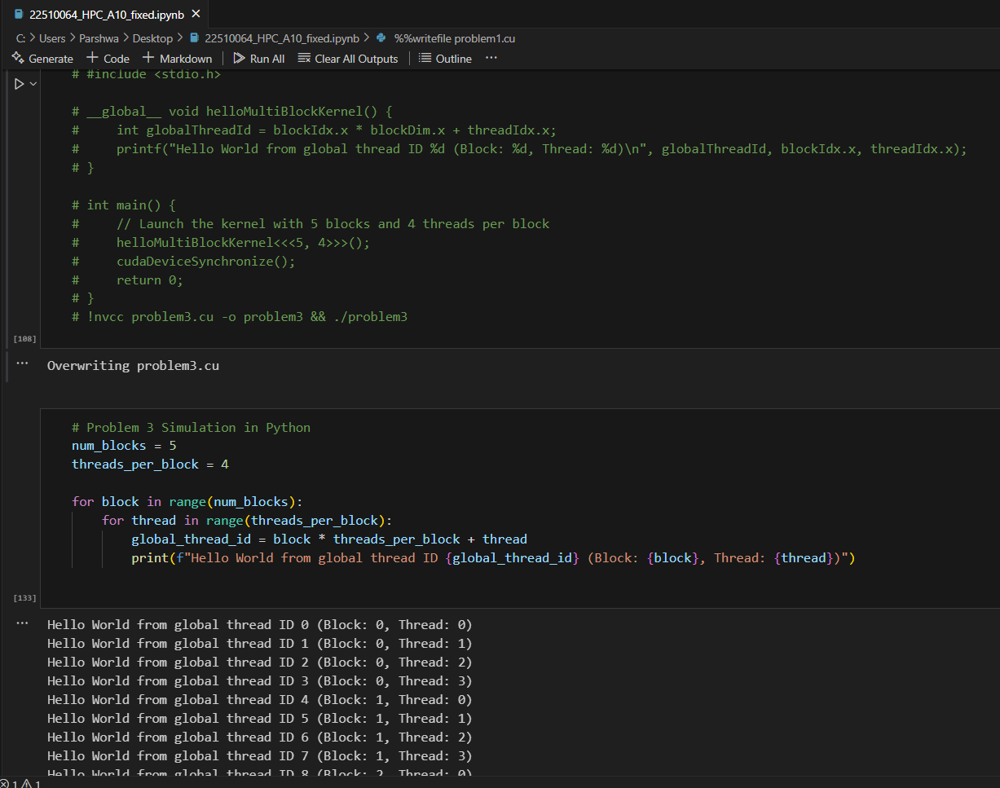 22510064_HPC_A10_fixed.ipynb ×
C: > Users > Parshwa > Desktop > 22510064_HPC_A10_fixed.ipynb > %%writefile problem1.cu
Generate + Code + Markdown Run All Clear All Outputs Outline ...
# #include <stdio.h>
# __global__ void helloMultiBlockKernel() {
#     int globalThreadId = blockIdx.x * blockDim.x + threadIdx.x;
#     printf("Hello World from global thread ID %d (Block: %d, Thread: %d)\n", globalThreadId, blockIdx.x, threadIdx.x);
# }
# int main() {
#     // Launch the kernel with 5 blocks and 4 threads per block
#     helloMultiBlockKernel<<<5, 4>>>();
#     cudaDeviceSynchronize();
#     return 0;
# }
# !nvcc problem3.cu -o problem3 && ./problem3
[108]
... Overwriting problem3.cu
# Problem 3 Simulation in Python
num_blocks = 5
threads_per_block = 4
for block in range(num_blocks):
    for thread in range(threads_per_block):
        global_thread_id = block * threads_per_block + thread
        print(f"Hello World from global thread ID {global_thread_id} (Block: {block}, Thread: {thread})")
[133]
... Hello World from global thread ID 0 (Block: 0, Thread: 0)
Hello World from global thread ID 1 (Block: 0, Thread: 1)
Hello World from global thread ID 2 (Block: 0, Thread: 2)
Hello World from global thread ID 3 (Block: 0, Thread: 3)
Hello World from global thread ID 4 (Block: 1, Thread: 0)
Hello World from global thread ID 5 (Block: 1, Thread: 1)
Hello World from global thread ID 6 (Block: 1, Thread: 2)
Hello World from global thread ID 7 (Block: 1, Thread: 3)
Hello World from global thread ID 8 (Block: 2, Thread: 0)
1 1